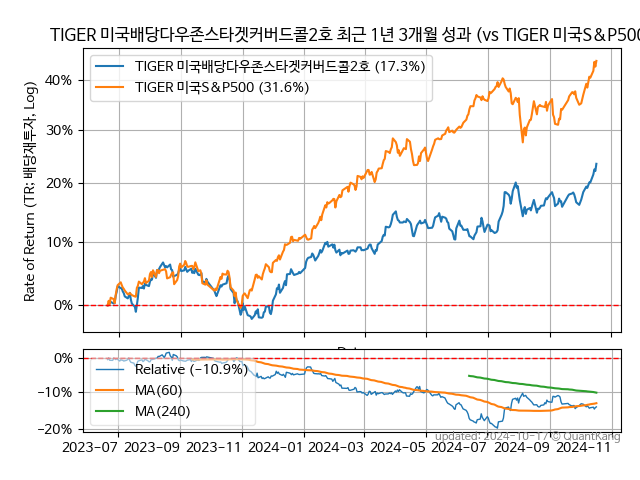 TIGER 미국배당다우존스타겟커버드콜2호 최근 1년 3개월 성과 (vs TIGER 미국S&P500
TIGER 미국배당다우존스타겟커버드콜2호 (17.3%)
TIGER 미국S&P500 (31.6%)
Rate of Return (TR: 배당재투자, Log)
40%
30%
20%
10%
0%
0%
−10%
−20%
Relative (−10.9%)
MA(60)
MA(240)
updated: 2024-10-17 © QuantKang
2023-07 2023-09 2023-11 2024-01 2024-03 2024-05 2024-07 2024-09 2024-11